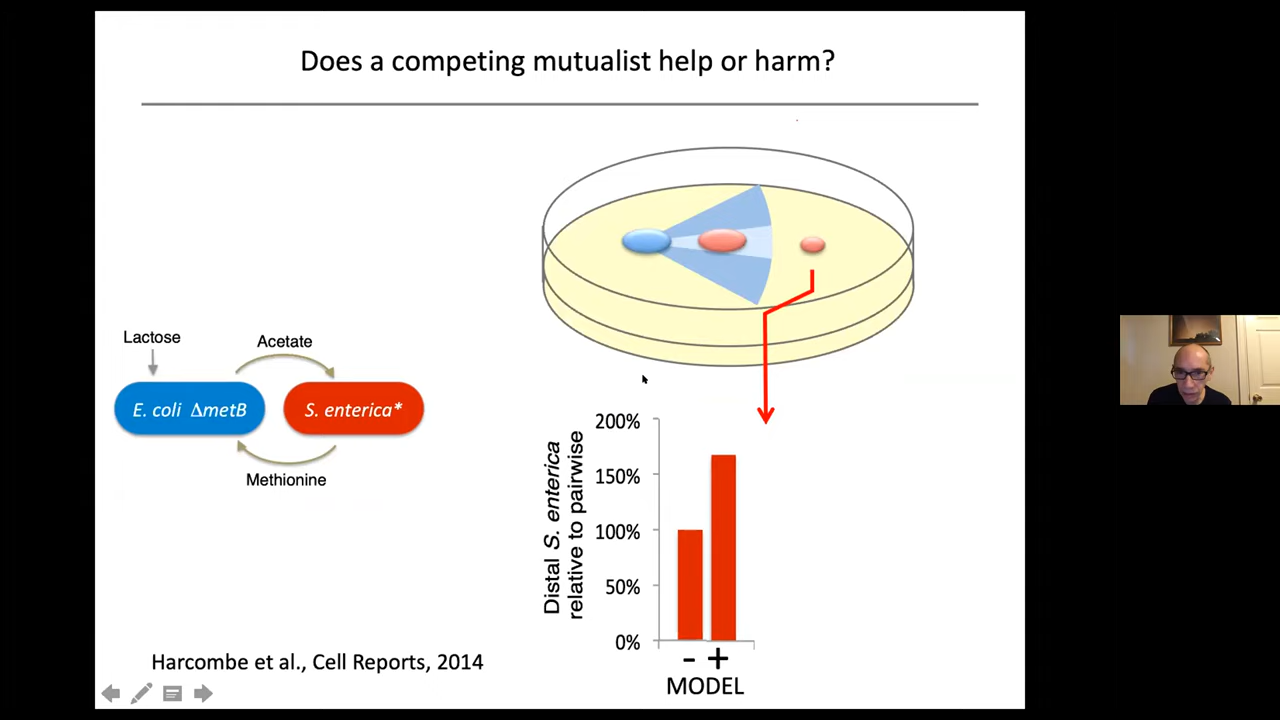 Does a competing mutualist help or harm?
Lactose
Acetate
E. coli ΔmetB
S. enterica*
Methionine
Distal S. enterica
relative to pairwise
200%
150%
100%
50%
0%
- +
MODEL
Harcombe et al., Cell Reports, 2014